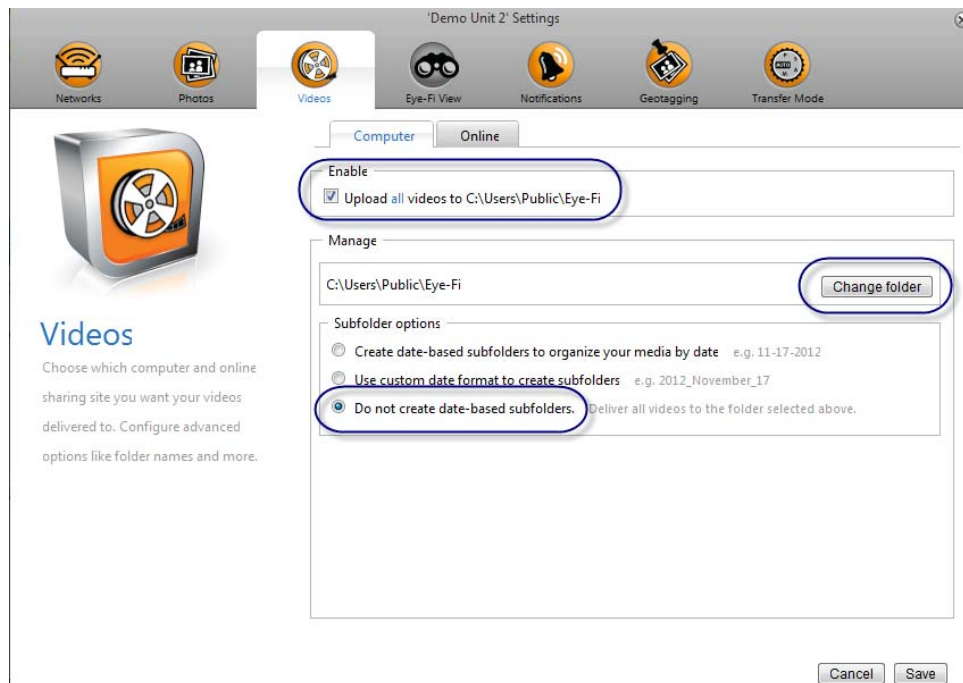 'Demo Unit 2' Settings
Networks
Photos
Videos
Eye-Fi View
Notifications
Geotagging
Transfer Mode
Computer
Online
Enable
Upload all videos to C:\Users\Public\Eye-Fi
Manage
C:\Users\Public\Eye-Fi
Change folder
Subfolder options
Create date-based subfolders to organize your media by date e.g. 11-17-2012
Use custom date format to create subfolders e.g. 2012_November_17
Do not create date-based subfolders. Deliver all videos to the folder selected above.
Videos
Choose which computer and online
sharing site you want your videos
delivered to. Configure advanced
options like folder names and more.
Cancel
Save